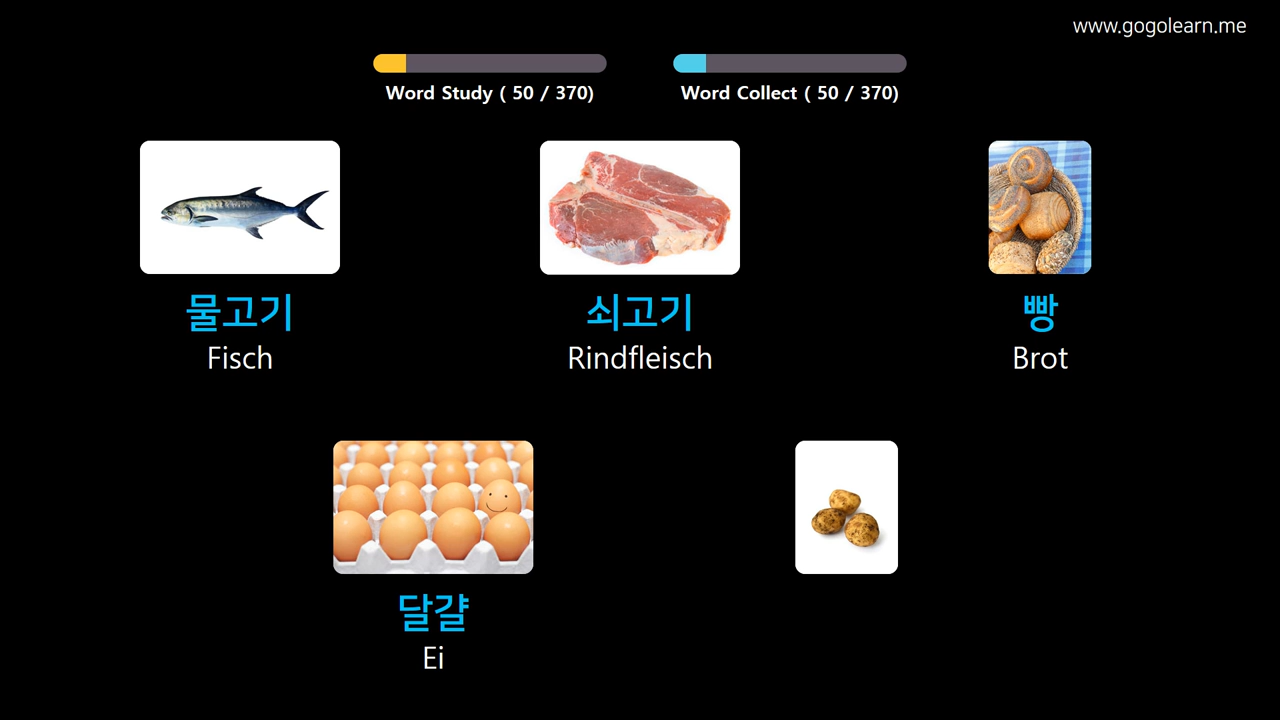 www.gogolearn.me
Word Study ( 50 / 370)
Word Collect ( 50 / 370)
물고기
Fisch
쇠고기
Rindfleisch
빵
Brot
달걀
Ei